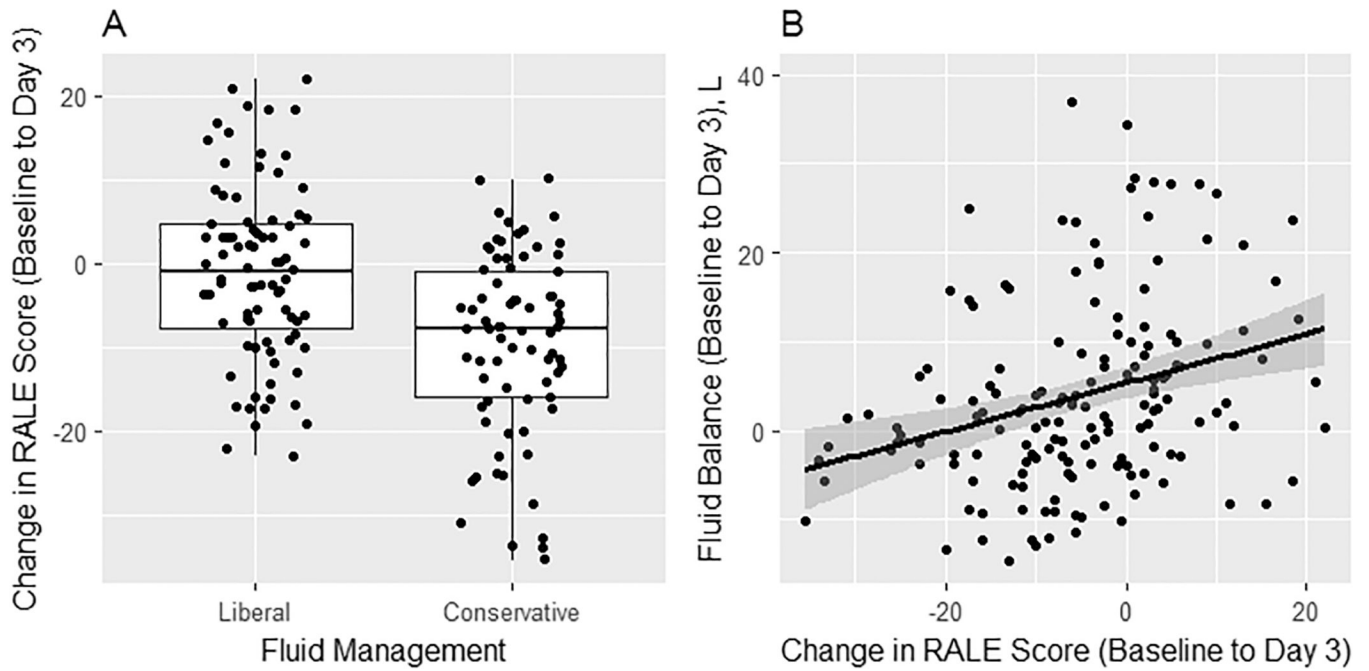 A
Change in RALE Score (Baseline to Day 3)
20
0
-20
Liberal
Conservative
Fluid Management
B
Fluid Balance (Baseline to Day 3), L
40
20
0
-20
0
20
Change in RALE Score (Baseline to Day 3)